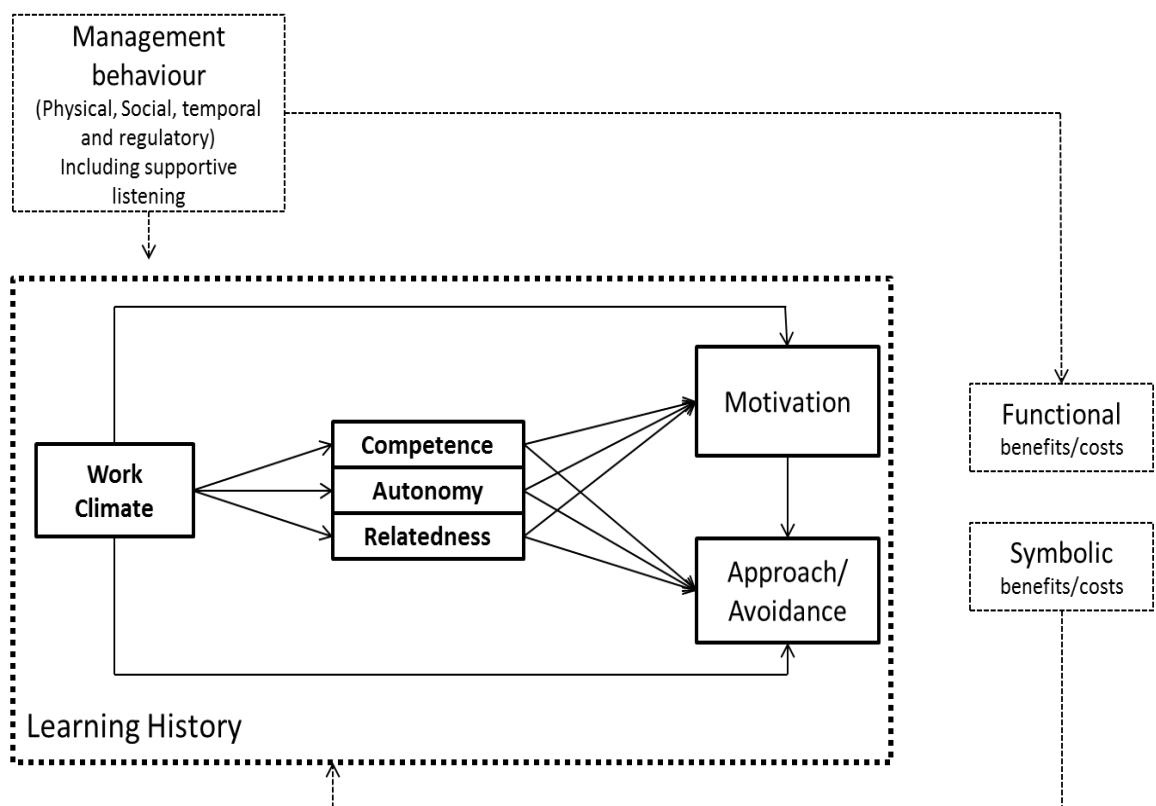 Management
behaviour
(Physical, Social, temporal
and regulatory)
Including supportive
listening
Motivation
Functional
benefits/costs
Competence
Work
Climate
Autonomy
Relatedness
Symbolic
benefits/costs
Approach/
Avoidance
Learning History